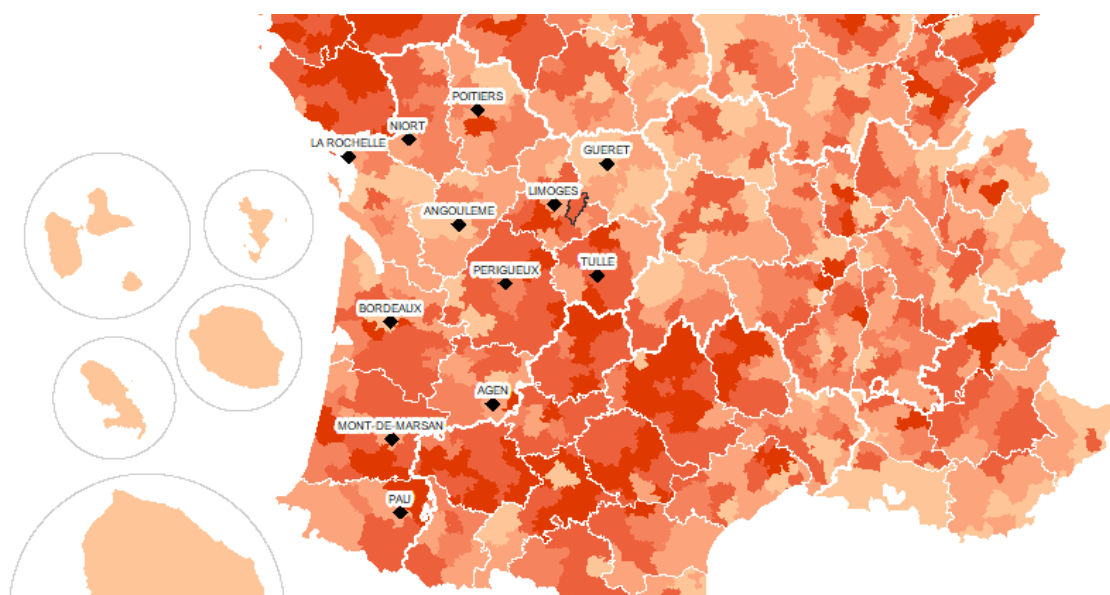 POITIERS
NIORT
LA ROCHELLE
GUERET
LIMOGES
ANGOULEME
PERIGUEUX
TULLE
BORDEAUX
AGEN
MONT-DE-MARSAN
PAU